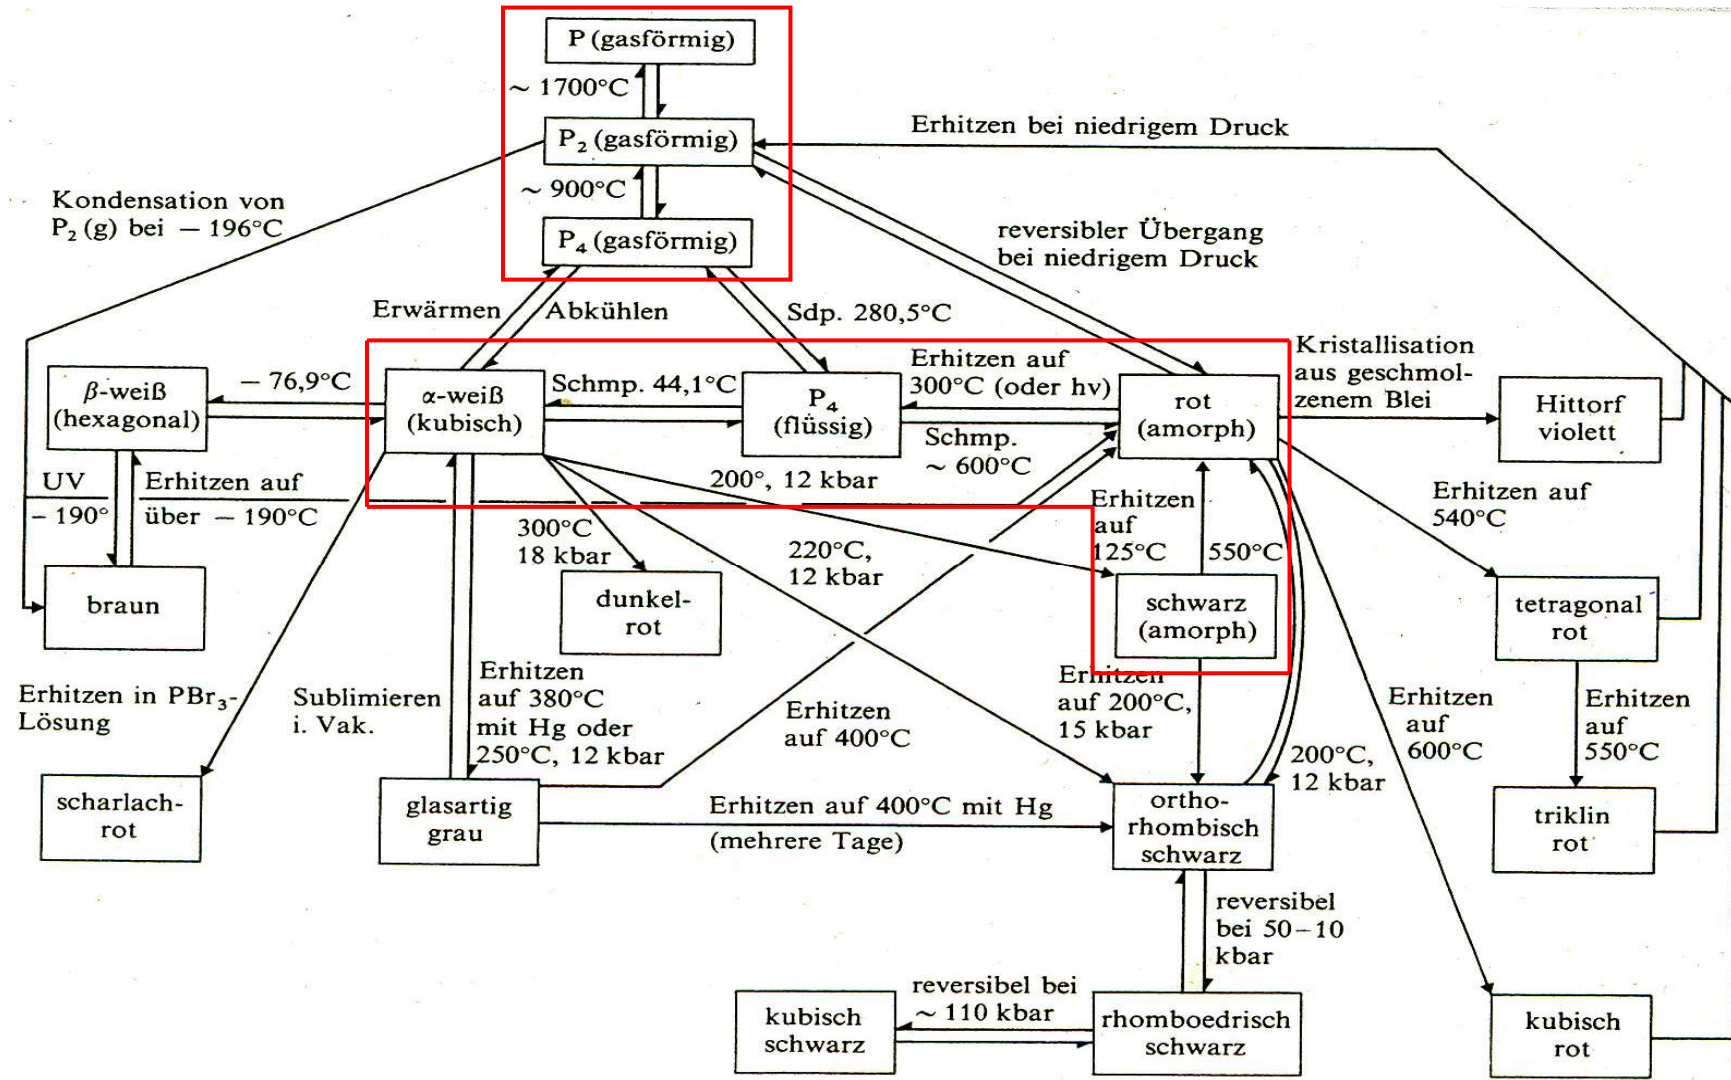 P (gasförmig)
~ 1700°C
P₂ (gasförmig)
Erhitzen bei niedrigem Druck
~ 900°C
Kondensation von
P₂ (g) bei − 196°C
P₄ (gasförmig)
reversibler Übergang
bei niedrigem Druck
Erwärmen
Abkühlen
Sdp. 280,5°C
β-weiß
(hexagonal)
− 76,9°C
α-weiß
(kubisch)
Schmp. 44,1°C
P₄
(flüssig)
Erhitzen auf
300°C (oder hν)
Schmp.
~ 600°C
rot
(amorph)
Kristallisation
aus geschmol-
zenem Blei
Hittorf
violett
UV
− 190°
Erhitzen auf
über − 190°C
200°, 12 kbar
300°C
18 kbar
220°C,
12 kbar
Erhitzen
auf
125°C
550°C
Erhitzen auf
540°C
braun
dunkel-
rot
schwarz
(amorph)
tetragonal
rot
Erhitzen in PBr₃-
Lösung
Sublimieren
i. Vak.
Erhitzen
auf 380°C
mit Hg oder
250°C, 12 kbar
Erhitzen
auf 400°C
Erhitzen
auf 200°C,
15 kbar
200°C,
12 kbar
Erhitzen
auf
600°C
Erhitzen
auf
550°C
scharlach-
rot
glasartig
grau
Erhitzen auf 400°C mit Hg
(mehrere Tage)
ortho-
rhombisch
schwarz
triklin
rot
reversibel
bei 50–10
kbar
kubisch
schwarz
reversibel bei
~ 110 kbar
rhomboedrisch
schwarz
kubisch
rot